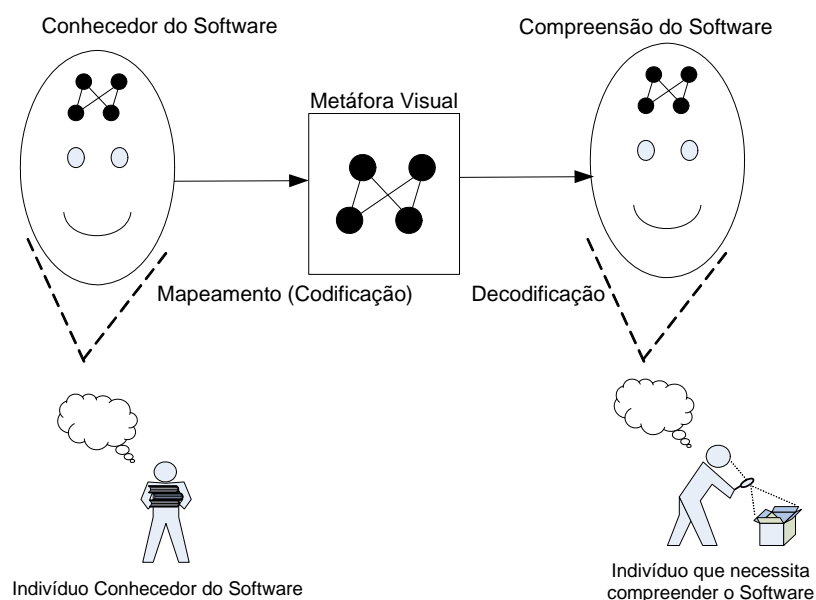 Conhecedor do Software
Compreensão do Software
Metáfora Visual
Mapeamento (Codificação)
Decodificação
Indivíduo Conhecedor do Software
Indivíduo que necessita
compreender o Software